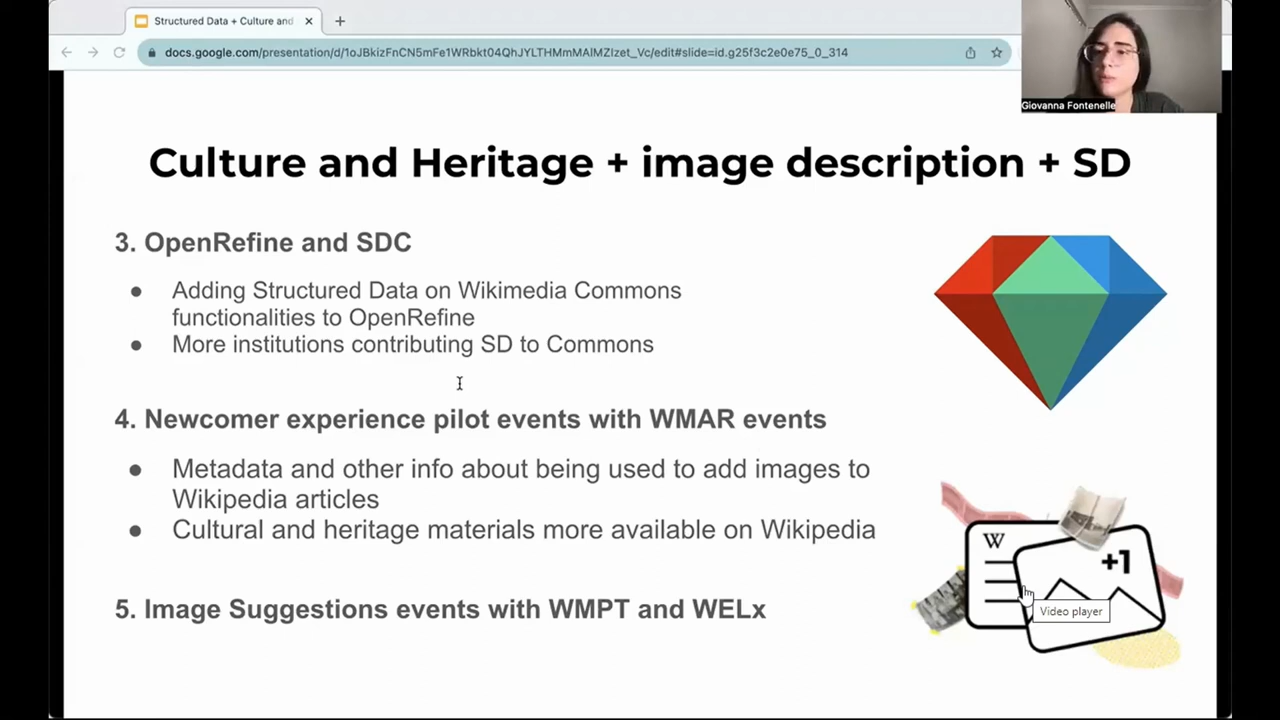 Structured Data + Culture and
docs.google.com/presentation/d/1oJBkizFnCN5mFe1WRbkt04QhJYLTHMmMAIMZIzet_Vc/edit#slide=id.g25f3c2e0e75_0_314
Giovanna Fontenelle
Culture and Heritage + image description + SD
3. OpenRefine and SDC
● Adding Structured Data on Wikimedia Commons
functionalities to OpenRefine
● More institutions contributing SD to Commons
4. Newcomer experience pilot events with WMAR events
● Metadata and other info about being used to add images to
Wikipedia articles
● Cultural and heritage materials more available on Wikipedia
W
+1
Video player
5. Image Suggestions events with WMPT and WELx